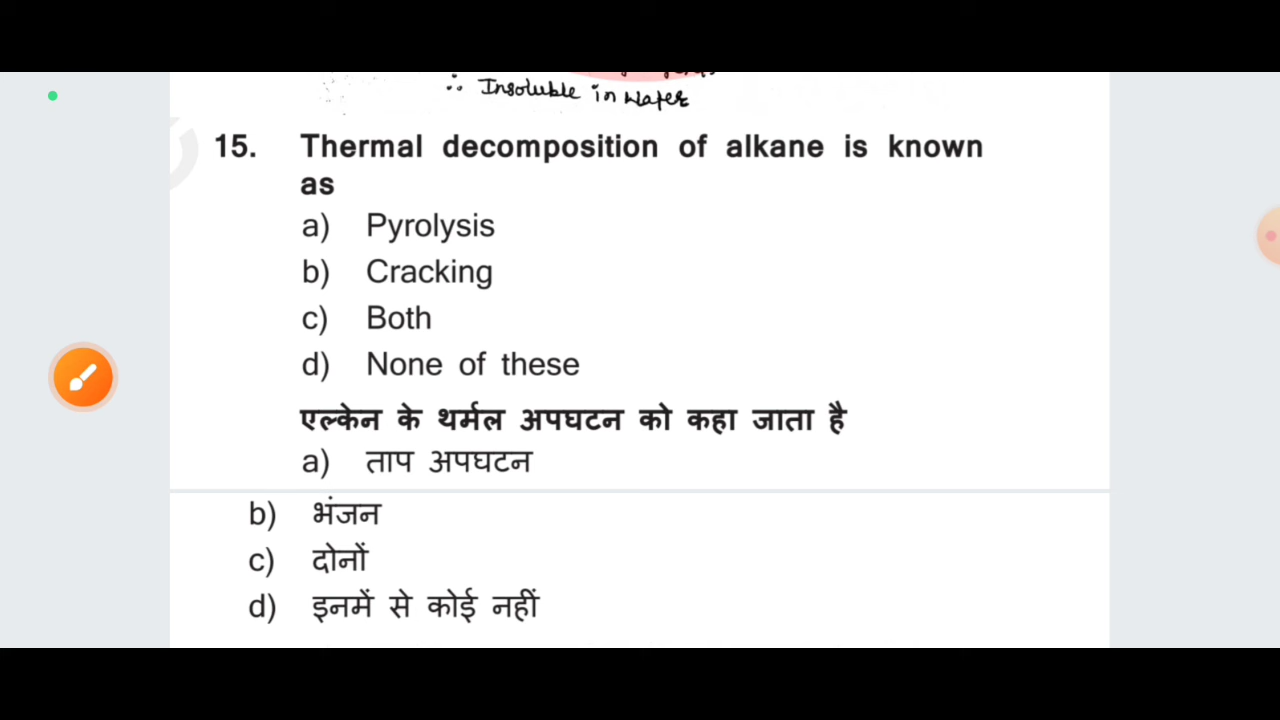 ∴ Insoluble in Water
15. Thermal decomposition of alkane is known
as
a) Pyrolysis
b) Cracking
c) Both
d) None of these
एल्केन के थर्मल अपघटन को कहा जाता है
a) ताप अपघटन
b) भंजन
c) दोनों
d) इनमें से कोई नहीं